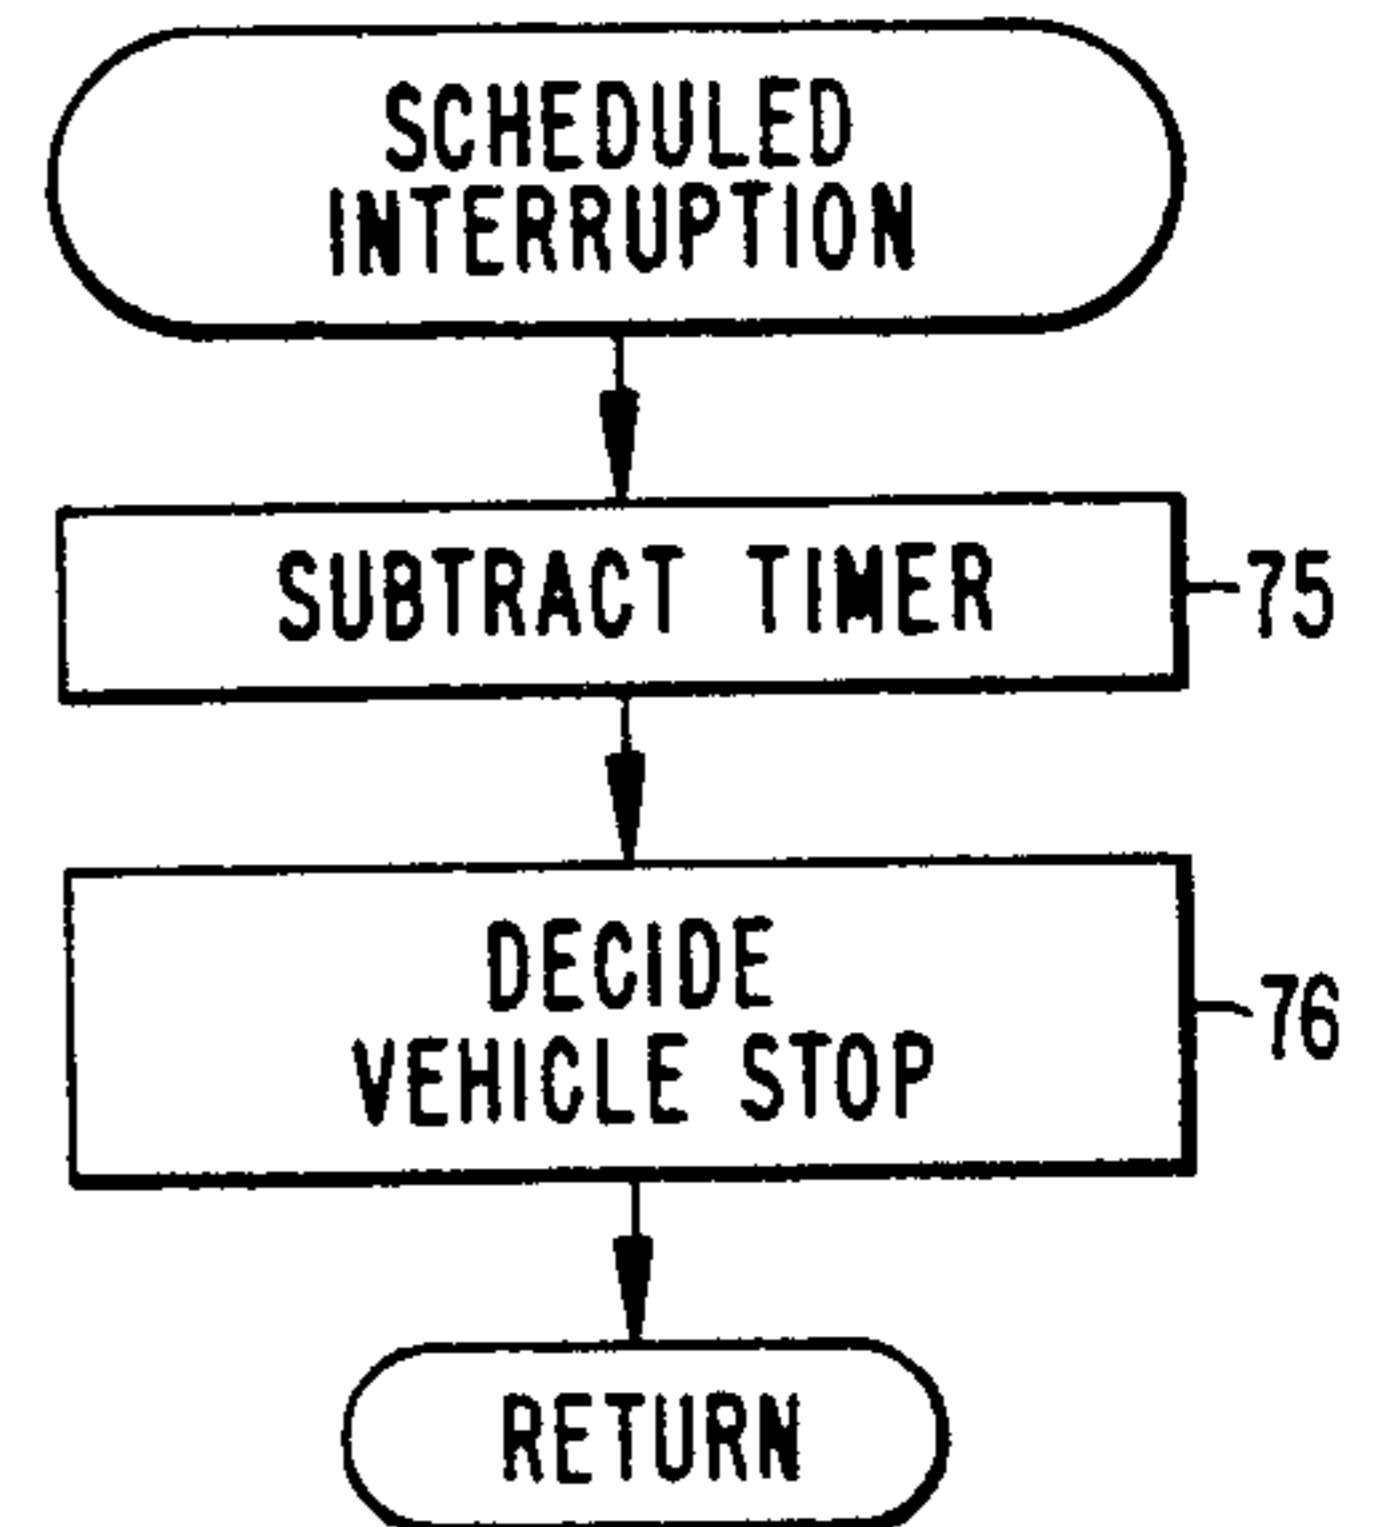 SCHEDULED
INTERRUPTION
SUBTRACT TIMER
75
DECIDE
VEHICLE STOP
76
RETURN